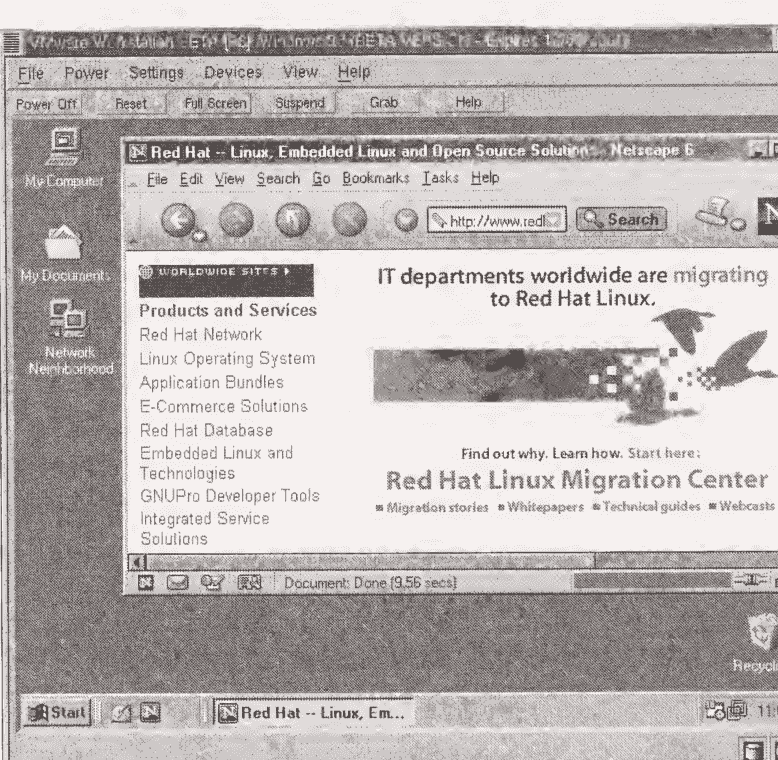 File Power Settings Devices View Help
Power Off Reset Full Screen Suspend Grab Help
My Computer
My Documents
Network
Neighborhood
Red Hat -- Linux, Embedded Linux and Open Source Solutions - Netscape 6
File Edit View Search Go Bookmarks Tasks Help
http://www.redh
Search
N
WORLDWIDE SITES
Products and Services
Red Hat Network
Linux Operating System
Application Bundles
E-Commerce Solutions
Red Hat Database
Embedded Linux and
Technologies
GNUPro Developer Tools
Integrated Service
Solutions
IT departments worldwide are migrating
to Red Hat Linux.
Find out why. Learn how. Start here:
Red Hat Linux Migration Center
Migration stories Whitepapers Technical guides Webcasts
Document: Done (9.56 secs)
Recycl
Start
Red Hat -- Linux, Em...
11: